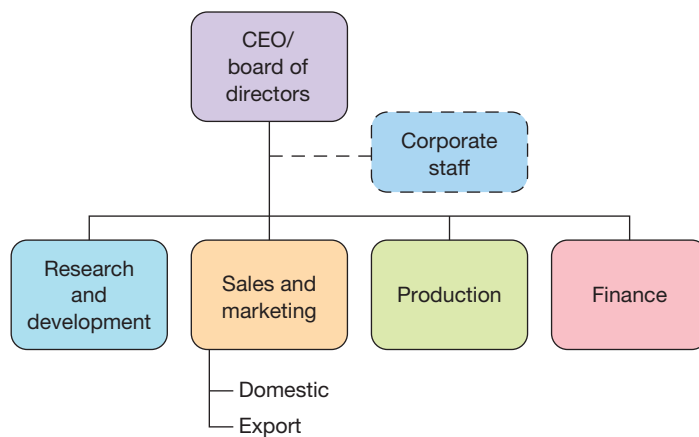 CEO/
board of
directors
Corporate
staff
Research
and
development
Sales and
marketing
Production
Finance
Domestic
Export